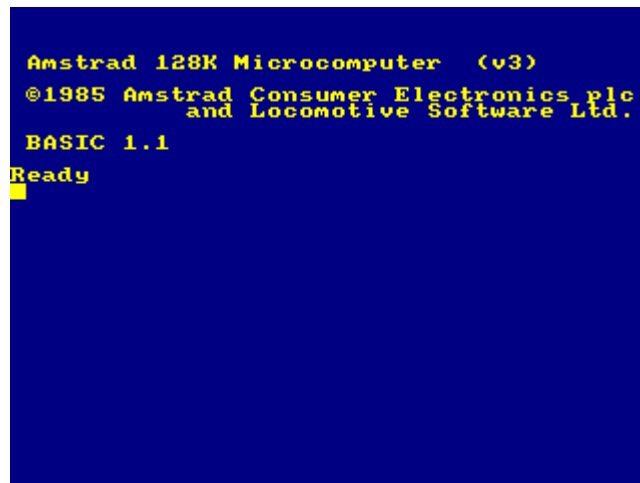 Amstrad 128K Microcomputer (v3)
©1985 Amstrad Consumer Electronics plc
and Locomotive Software Ltd.
BASIC 1.1
Ready